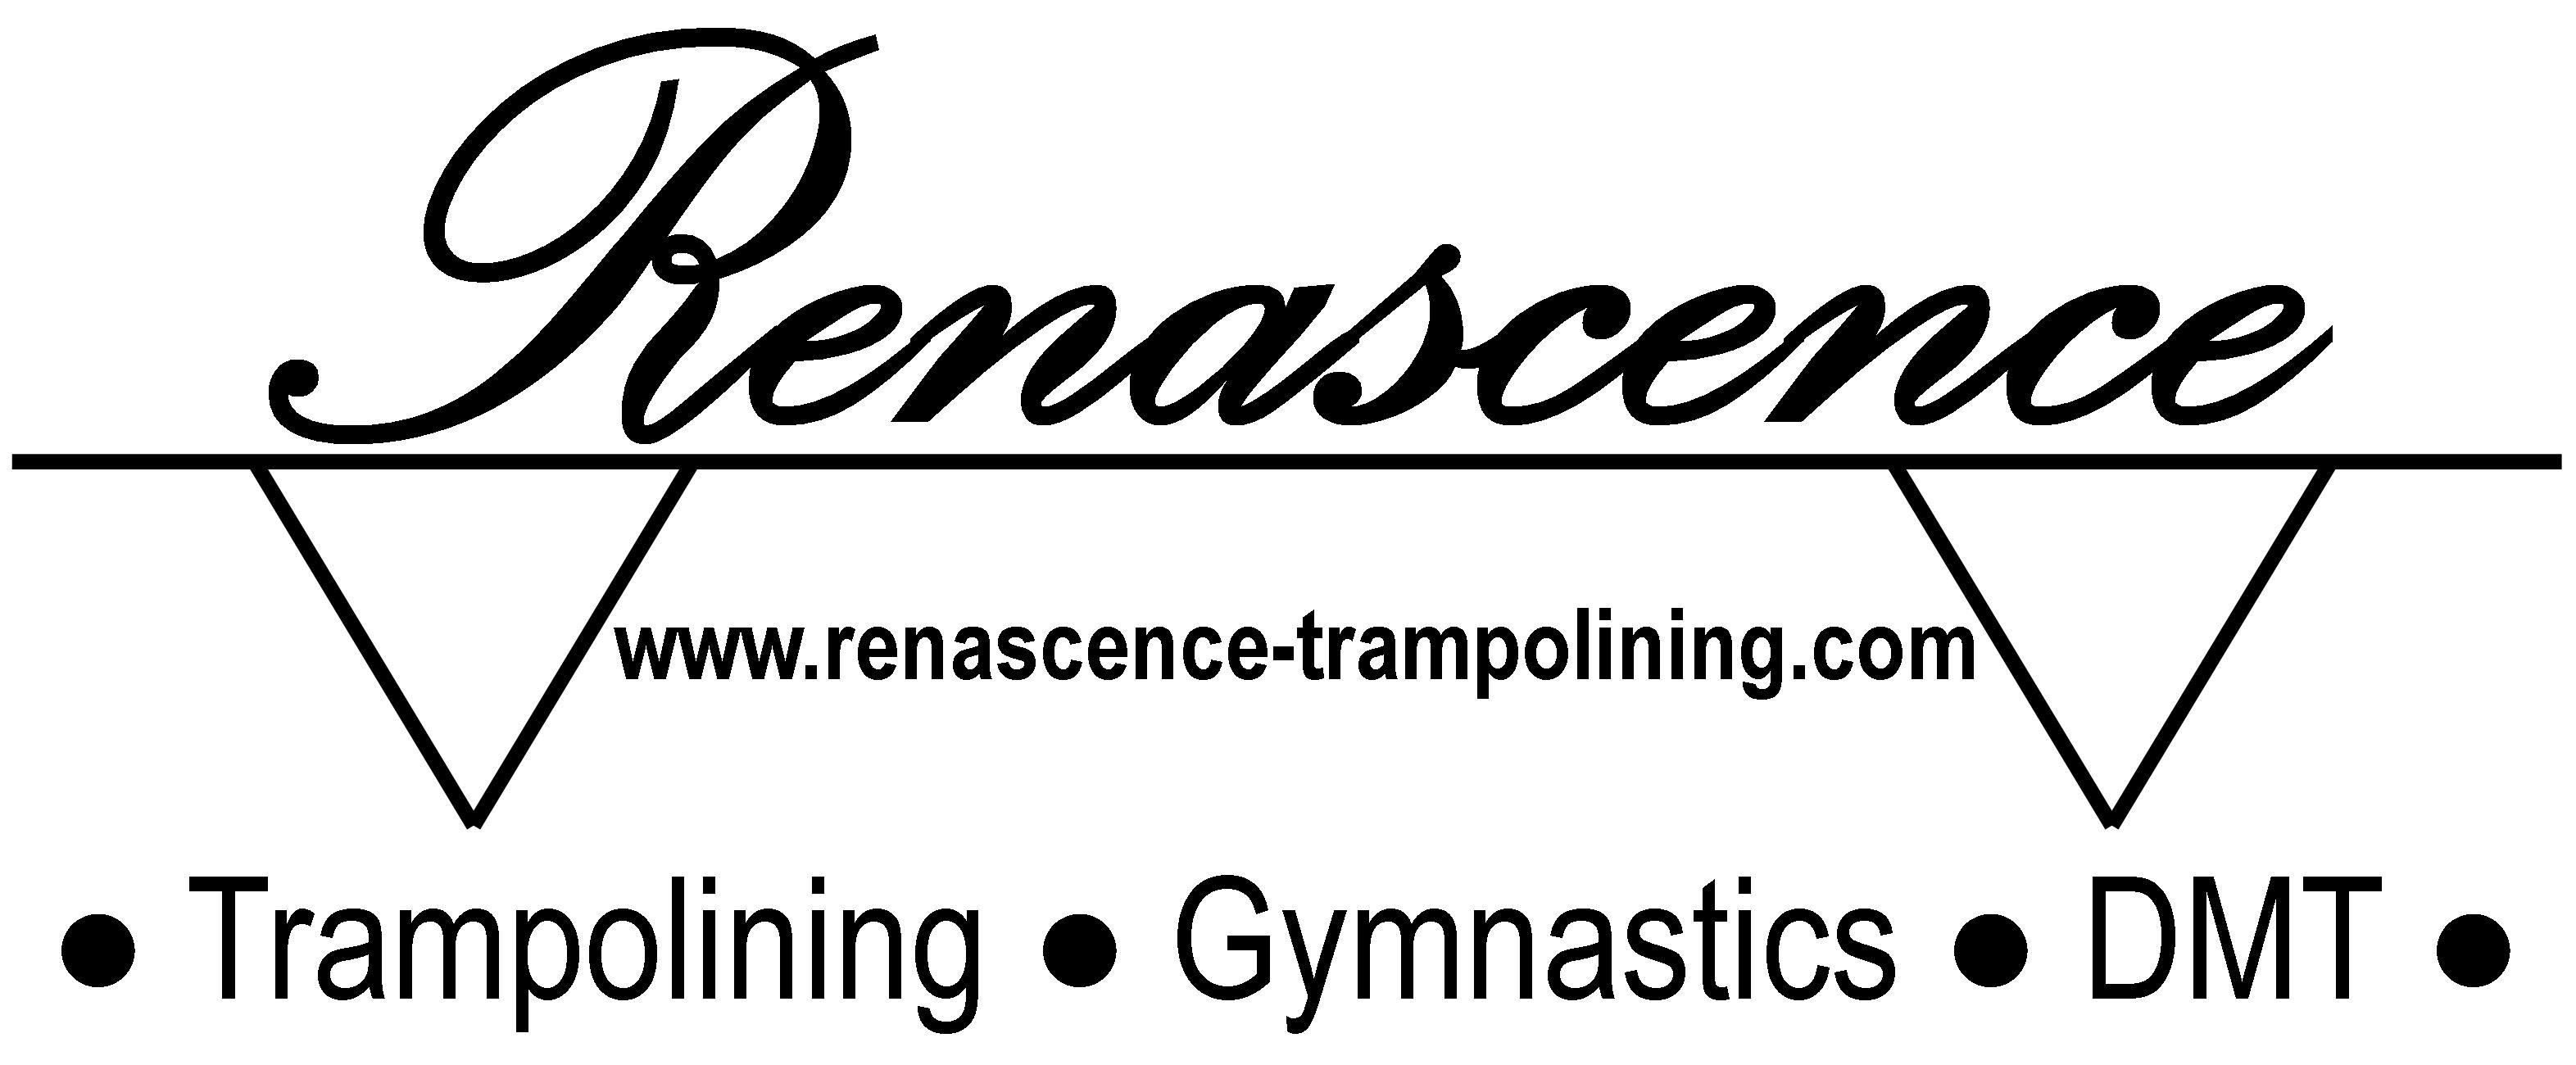 Renascence
www.renascence-trampolining.com
• Trampolining • Gymnastics • DMT •